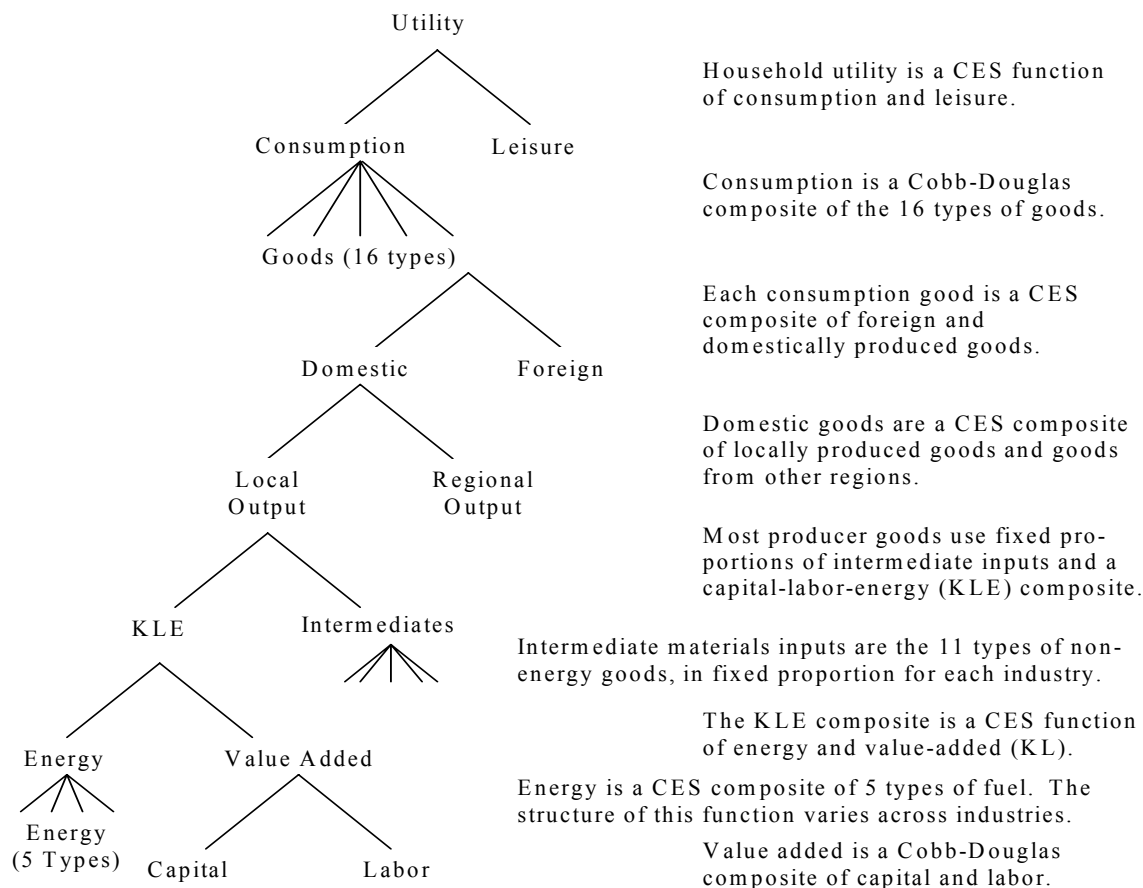 Utility
Household utility is a CES function
of consumption and leisure.
Consumption
Leisure
Consumption is a Cobb-Douglas
composite of the 16 types of goods.
Goods (16 types)
Each consumption good is a CES
composite of foreign and
domestically produced goods.
Domestic
Foreign
Domestic goods are a CES composite
of locally produced goods and goods
from other regions.
Local
Output
Regional
Output
Most producer goods use fixed pro-
portions of intermediate inputs and a
capital-labor-energy (KLE) composite.
KLE
Intermediates
Intermediate materials inputs are the 11 types of non-
energy goods, in fixed proportion for each industry.
The KLE composite is a CES function
of energy and value-added (KL).
Energy
Value Added
Energy is a CES composite of 5 types of fuel. The
structure of this function varies across industries.
Energy
(5 Types)
Capital
Labor
Value added is a Cobb-Douglas
composite of capital and labor.